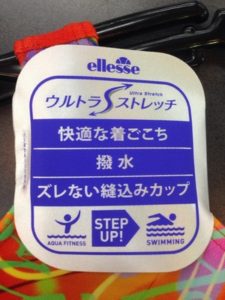 ellesse
Ultra Stretch
ウルトラSストレッチ
快適な着ごこち
撥水
ズレない縫込みカップ
AQUA FITNESS
STEP UP!
SWIMMING